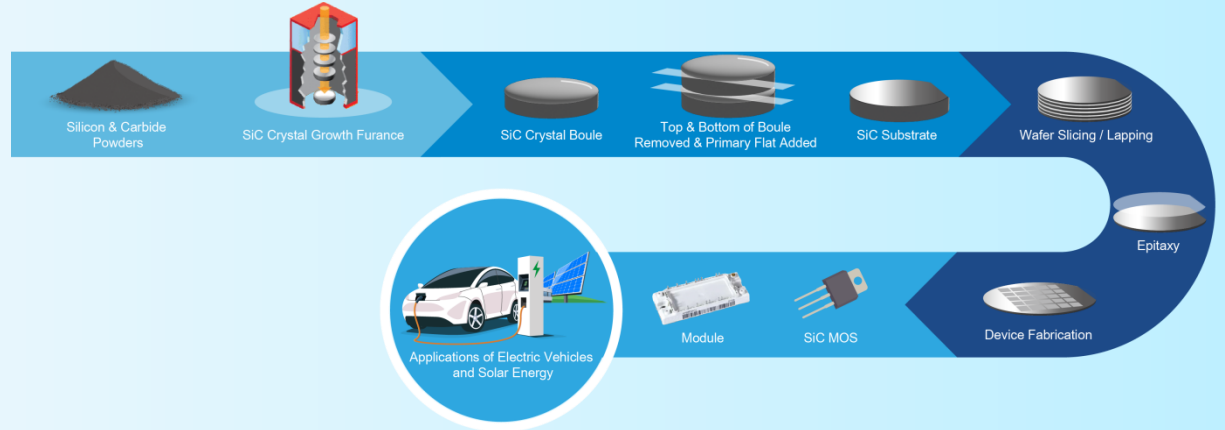 Silicon & Carbide
Powders
SiC Crystal Growth Furance
SiC Crystal Boule
Top & Bottom of Boule
Removed & Primary Flat Added
SiC Substrate
Wafer Slicing / Lapping
Epitaxy
Device Fabrication
SiC MOS
Module
Applications of Electric Vehicles
and Solar Energy